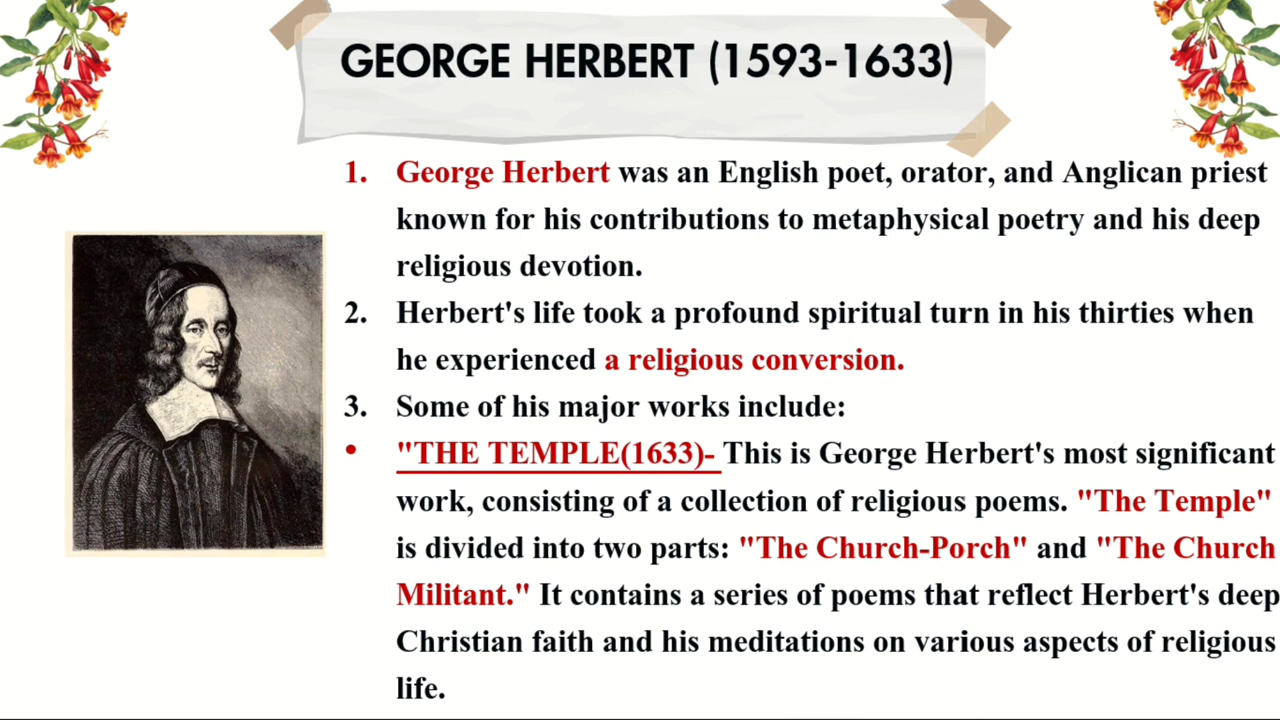 GEORGE HERBERT (1593-1633)
1. George Herbert was an English poet, orator, and Anglican priest
known for his contributions to metaphysical poetry and his deep
religious devotion.
2. Herbert's life took a profound spiritual turn in his thirties when
he experienced a religious conversion.
3. Some of his major works include:
• "THE TEMPLE(1633)- This is George Herbert's most significant
work, consisting of a collection of religious poems. "The Temple"
is divided into two parts: "The Church-Porch" and "The Church
Militant." It contains a series of poems that reflect Herbert's deep
Christian faith and his meditations on various aspects of religious
life.